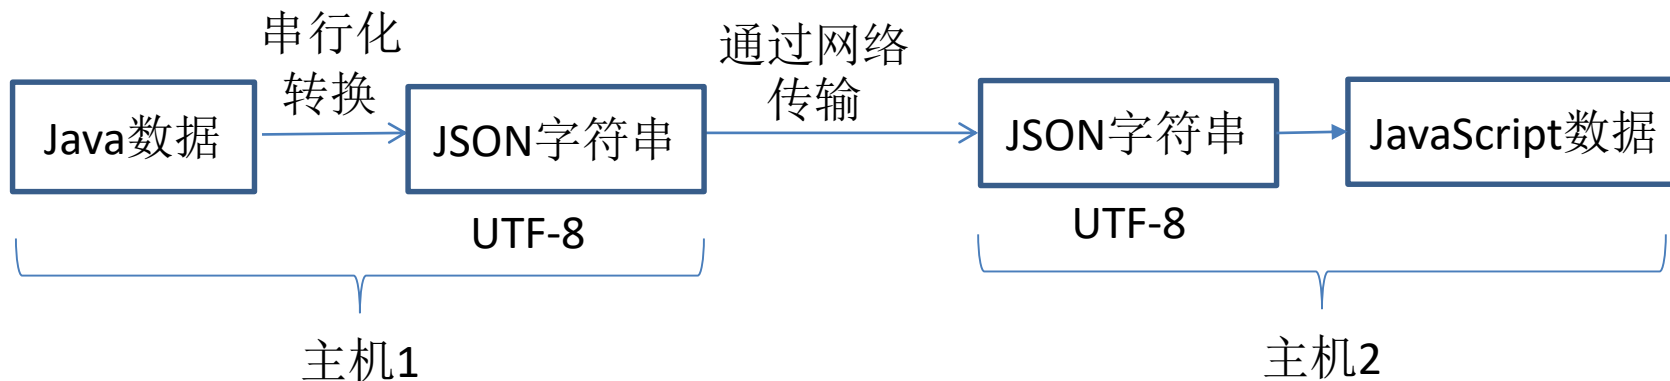 串行化
转换
通过网络
传输
Java数据
JSON字符串
JSON字符串
JavaScript数据
UTF-8
UTF-8
主机1
主机2